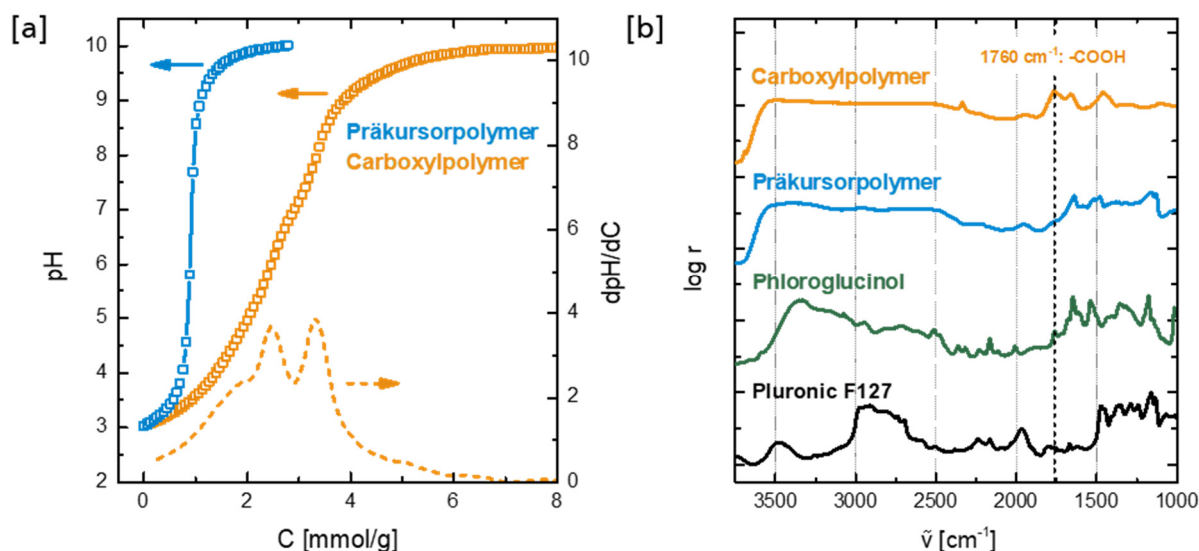 [a]
10
9
8
7
6
5
4
3
2
pH
Präkursorpolymer
Carboxylpolymer
10
8
6
4
2
0
dpH/dC
0 2 4 6 8
C [mmol/g]
[b]
1760 cm⁻¹: -COOH
Carboxylpolymer
Präkursorpolymer
Phloroglucinol
Pluronic F127
log r
3500 3000 2500 2000 1500 1000
ṽ [cm⁻¹]